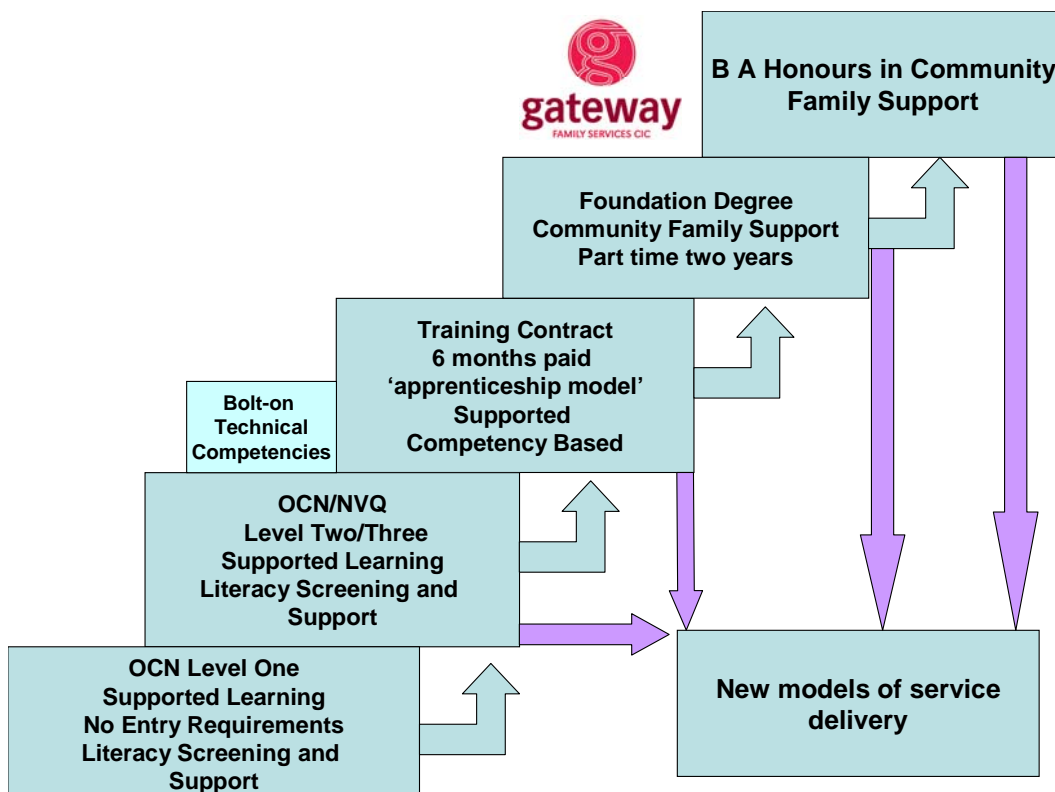 gateway
FAMILY SERVICES CIC
B A Honours in Community
Family Support
Foundation Degree
Community Family Support
Part time two years
Training Contract
6 months paid
‘apprenticeship model’
Supported
Competency Based
Bolt-on
Technical
Competencies
OCN/NVQ
Level Two/Three
Supported Learning
Literacy Screening and
Support
OCN Level One
Supported Learning
No Entry Requirements
Literacy Screening and
Support
New models of service
delivery